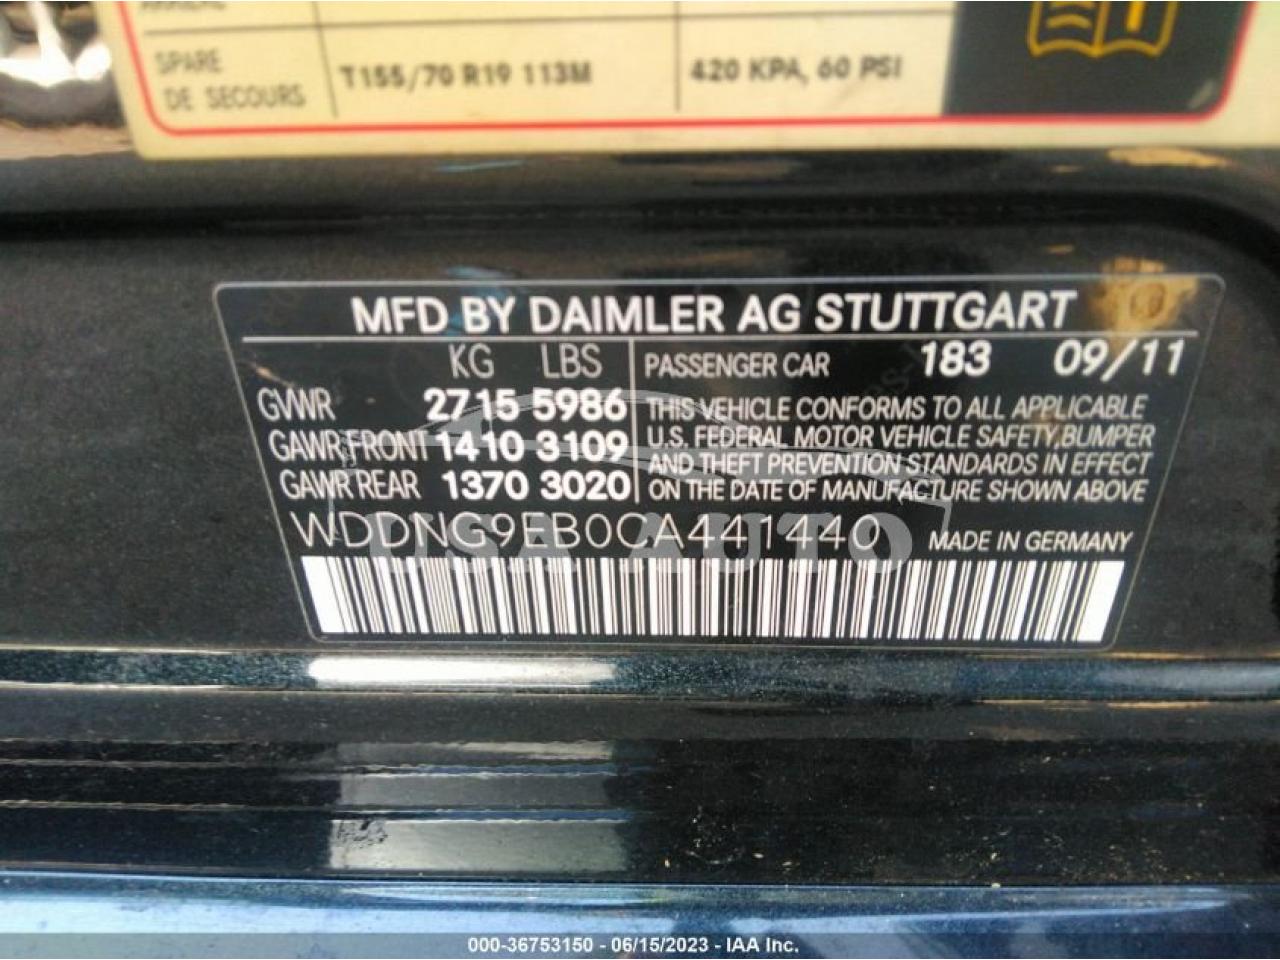 SPARE T155/70 R19 113M 420 KPA, 60 PSI
DE SECOURS
MFD BY DAIMLER AG STUTTGART
KG LBS PASSENGER CAR 183 09/11
GVWR 2715 5986 THIS VEHICLE CONFORMS TO ALL APPLICABLE
GAWR FRONT 1410 3109 U.S. FEDERAL MOTOR VEHICLE SAFETY, BUMPER
AND THEFT PREVENTION STANDARDS IN EFFECT
GAWR REAR 1370 3020 ON THE DATE OF MANUFACTURE SHOWN ABOVE
WDDNG9EB0CA441440 MADE IN GERMANY
USA AUTO
000-36753150 - 06/15/2023 - IAA Inc.